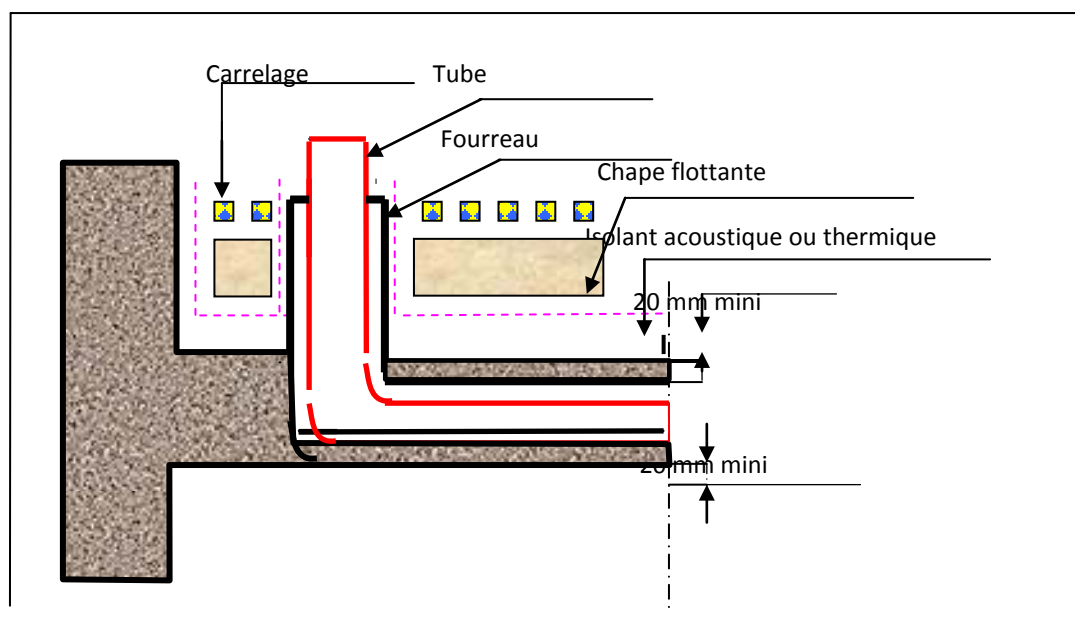 Carrelage
Tube
Fourreau
Chape flottante
Isolant acoustique ou thermique
20 mm mini
20 mm mini